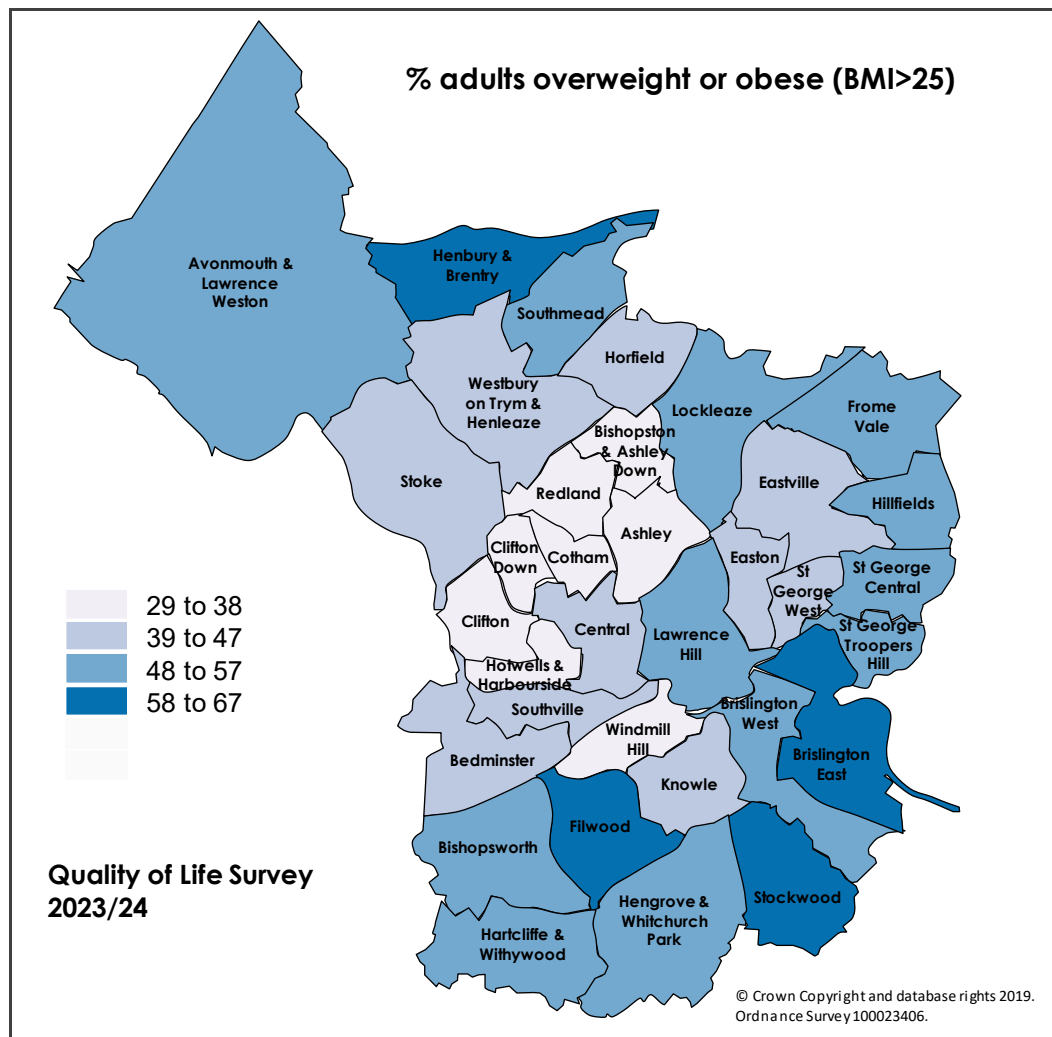 % adults overweight or obese (BMI>25)
Avonmouth &
Lawrence
Weston
Henbury &
Brentry
Southmead
Horfield
Westbury
on Trym &
Henleaze
Lockleaze
Frome
Vale
Bishopston
& Ashley
Down
Stoke
Redland
Eastville
Hillfields
Ashley
Clifton
Down
Cotham
Easton
St
George
West
St George
Central
Clifton
Central
Lawrence
Hill
St George
Troopers
Hill
Hotwells &
Harbourside
Southville
Brislington
West
Windmill
Hill
Bedminster
Knowle
Brislington
East
Filwood
Bishopsworth
Stockwood
Hengrove &
Whitchurch
Park
Hartcliffe &
Withywood
29 to 38
39 to 47
48 to 57
58 to 67
Quality of Life Survey
2023/24
© Crown Copyright and database rights 2019.
Ordnance Survey 100023406.